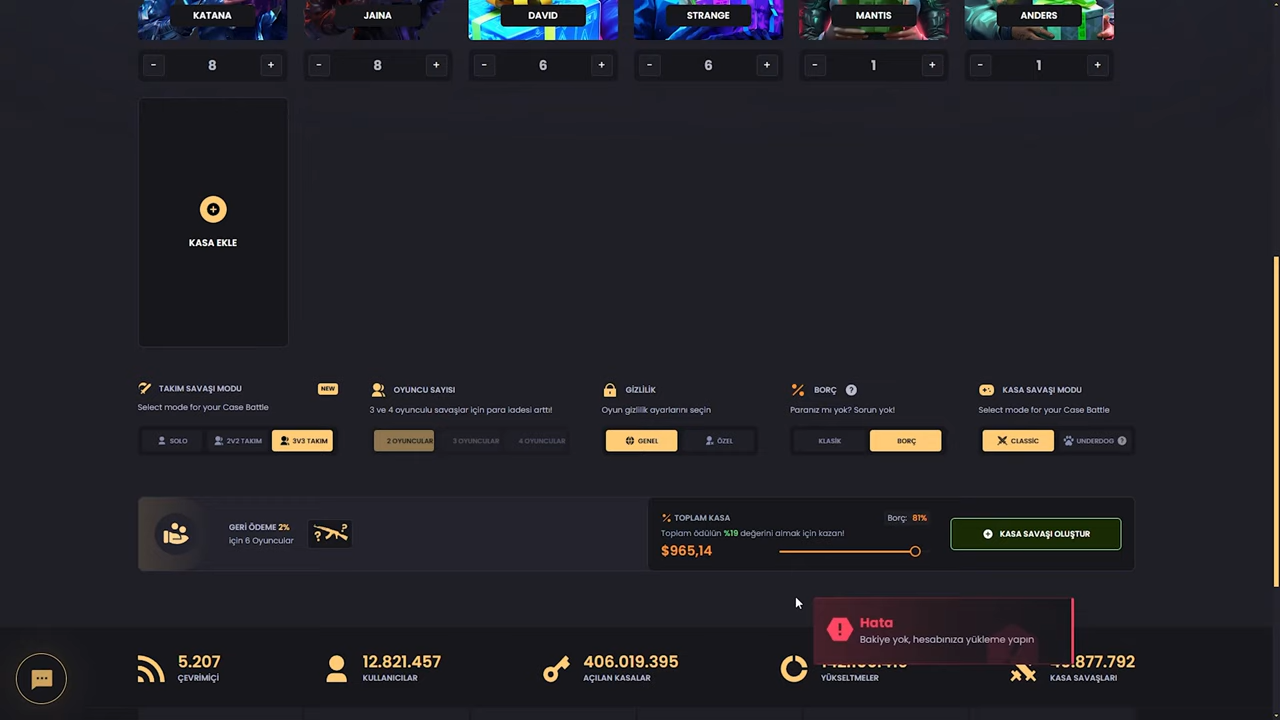 KATANA
JAINA
DAVID
STRANGE
MANTIS
ANDERS
- 8 +
- 8 +
- 6 +
- 6 +
- 1 +
- 1 +
KASA EKLE
TAKIM SAVAŞI MODU
NEW
Select mode for your Case Battle
SOLO
2V2 TAKIM
3V3 TAKIM
OYUNCU SAYISI
3 ve 4 oyunculu savaşlar için para iadesi arttı!
2 OYUNCULAR
3 OYUNCULAR
4 OYUNCULAR
GİZLİLİK
Oyun gizlilik ayarlarını seçin
GENEL
ÖZEL
BORÇ ?
Paranız mı yok? Sorun yok!
KLASİK
BORÇ
KASA SAVAŞI MODU
Select mode for your Case Battle
CLASSIC
UNDERDOG ?
GERİ ÖDEME 2%
için 6 Oyuncular
TOPLAM KASA
Borç: 81%
Toplam ödülün %19 değerini almak için kazan!
$965,14
KASA SAVAŞI OLUŞTUR
Hata
Bakiye yok, hesabınıza yükleme yapın
5.207
ÇEVRİMİÇİ
12.821.457
KULLANICILAR
406.019.395
AÇILAN KASALAR
YÜKSELTMELER
.877.792
KASA SAVAŞLARI